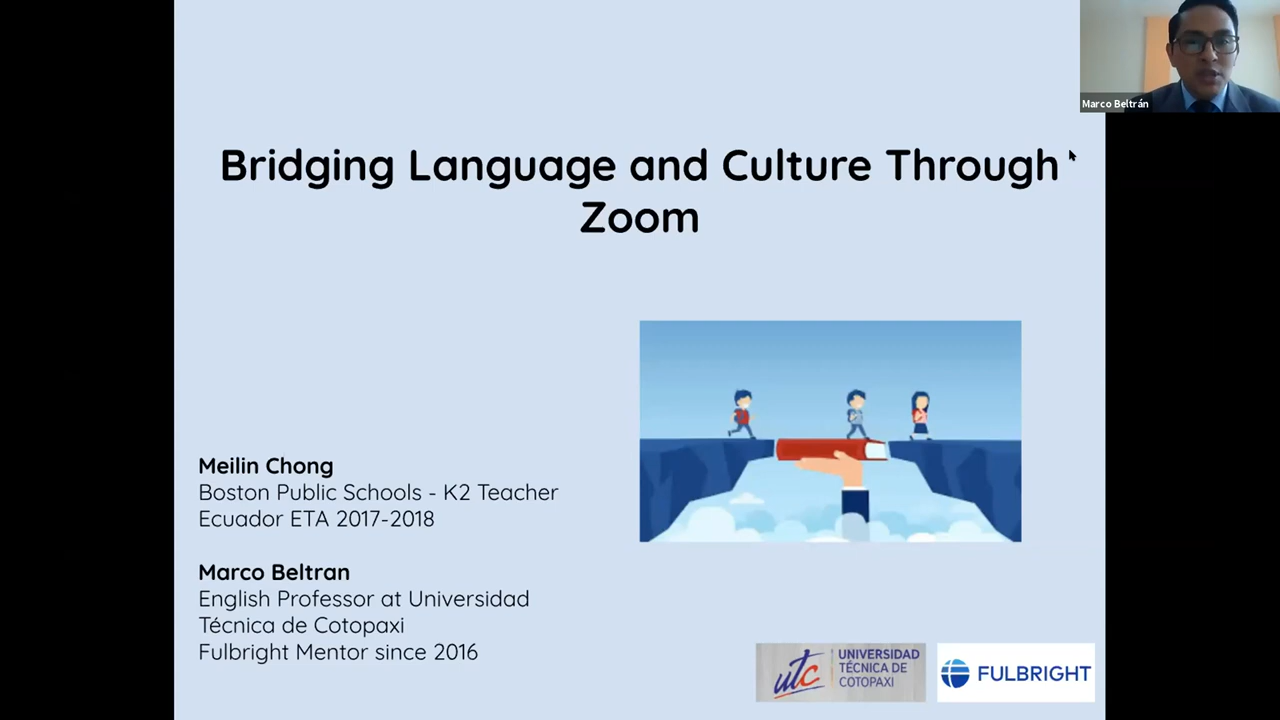 Marco Beltrán
Bridging Language and Culture Through
Zoom
Meilin Chong
Boston Public Schools - K2 Teacher
Ecuador ETA 2017-2018
Marco Beltran
English Professor at Universidad
Técnica de Cotopaxi
Fulbright Mentor since 2016
utc
UNIVERSIDAD
TÉCNICA DE
COTOPAXI
FULBRIGHT